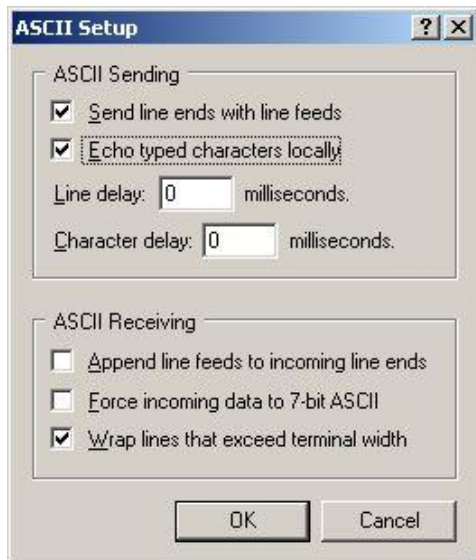 ASCII Setup
ASCII Sending
Send line ends with line feeds
Echo typed characters locally
Line delay: 0 milliseconds.
Character delay: 0 milliseconds.
ASCII Receiving
Append line feeds to incoming line ends
Force incoming data to 7-bit ASCII
Wrap lines that exceed terminal width
OK Cancel